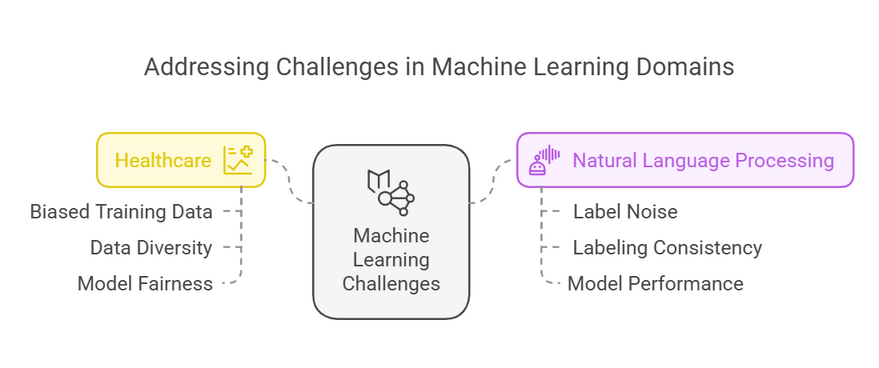 Addressing Challenges in Machine Learning Domains
Healthcare
Biased Training Data
Data Diversity
Model Fairness
Machine
Learning
Challenges
Natural Language Processing
Label Noise
Labeling Consistency
Model Performance